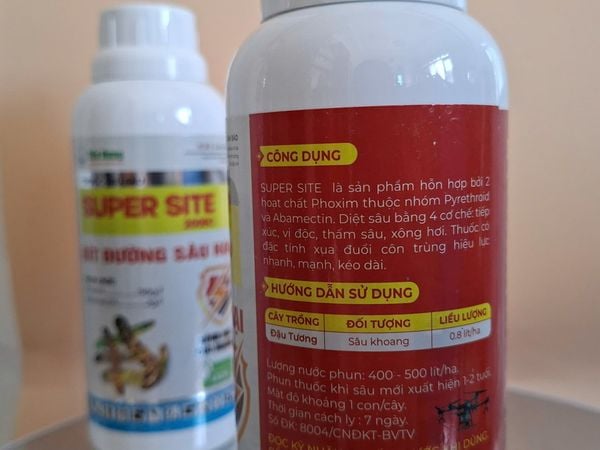 SUPER SITE
CÔNG DỤNG
SUPER SITE là sản phẩm hỗn hợp bởi 2
hoạt chất Phoxim thuộc nhóm Pyrethroid
và Abamectin. Diệt sâu bằng 4 cơ chế: tiếp
xúc, vị độc, thấm sâu, xông hơi. Thuốc có
đặc tính xua đuổi côn trùng hiệu lực
nhanh, mạnh, kéo dài.
HƯỚNG DẪN SỬ DỤNG
CÂY TRỒNG ĐỐI TƯỢNG LIỀU LƯỢNG
Đậu Tương Sâu khoang 0.8 lít/ha
Lượng nước phun: 400 - 500 lít/ha.
Phun thuốc khi sâu mới xuất hiện 1-2 tuổi.
Mật độ khoảng 1 con/cây.
Thời gian cách ly : 7 ngày.
Số ĐK: 8004/CNĐKT-BVTV